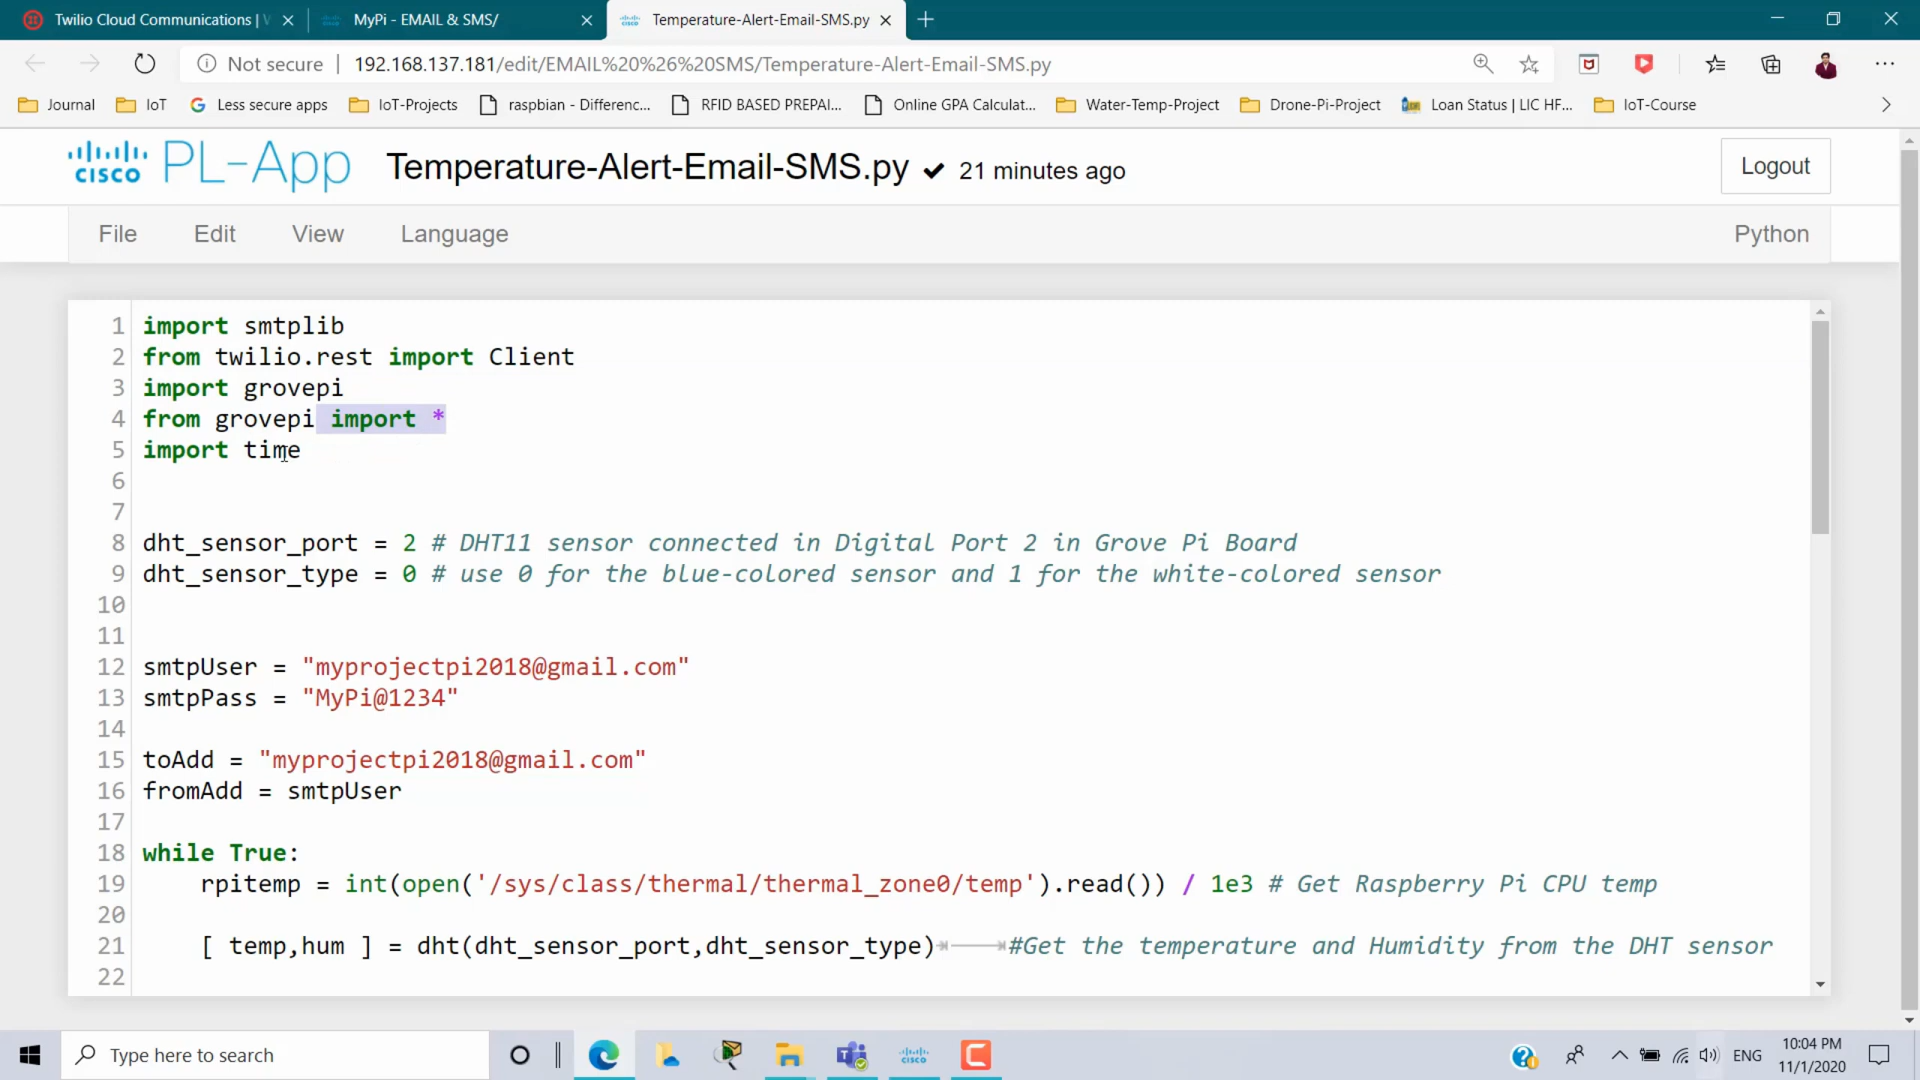 Twilio Cloud Communications |
MyPi - EMAIL & SMS/
Temperature-Alert-Email-SMS.py
Not secure | 192.168.137.181/edit/EMAIL%20%26%20SMS/Temperature-Alert-Email-SMS.py
Journal
IoT
Less secure apps
IoT-Projects
raspbian - Differenc...
RFID BASED PREPAI...
Online GPA Calculat...
Water-Temp-Project
Drone-Pi-Project
Loan Status | LIC HF...
IoT-Course
CISCO PL-App
Temperature-Alert-Email-SMS.py ✔ 21 minutes ago
Logout
File Edit View Language Python
1 import smtplib
2 from twilio.rest import Client
3 import grovepi
4 from grovepi import *
5 import time
6
7
8 dht_sensor_port = 2 # DHT11 sensor connected in Digital Port 2 in Grove Pi Board
9 dht_sensor_type = 0 # use 0 for the blue-colored sensor and 1 for the white-colored sensor
10
11
12 smtpUser = "myprojectpi2018@gmail.com"
13 smtpPass = "MyPi@1234"
14
15 toAdd = "myprojectpi2018@gmail.com"
16 fromAdd = smtpUser
17
18 while True:
19 rpitemp = int(open('/sys/class/thermal/thermal_zone0/temp').read()) / 1e3 # Get Raspberry Pi CPU temp
20
21 [ temp,hum ] = dht(dht_sensor_port,dht_sensor_type) #Get the temperature and Humidity from the DHT sensor
22
Type here to search
CISCO
ENG
10:04 PM
11/1/2020